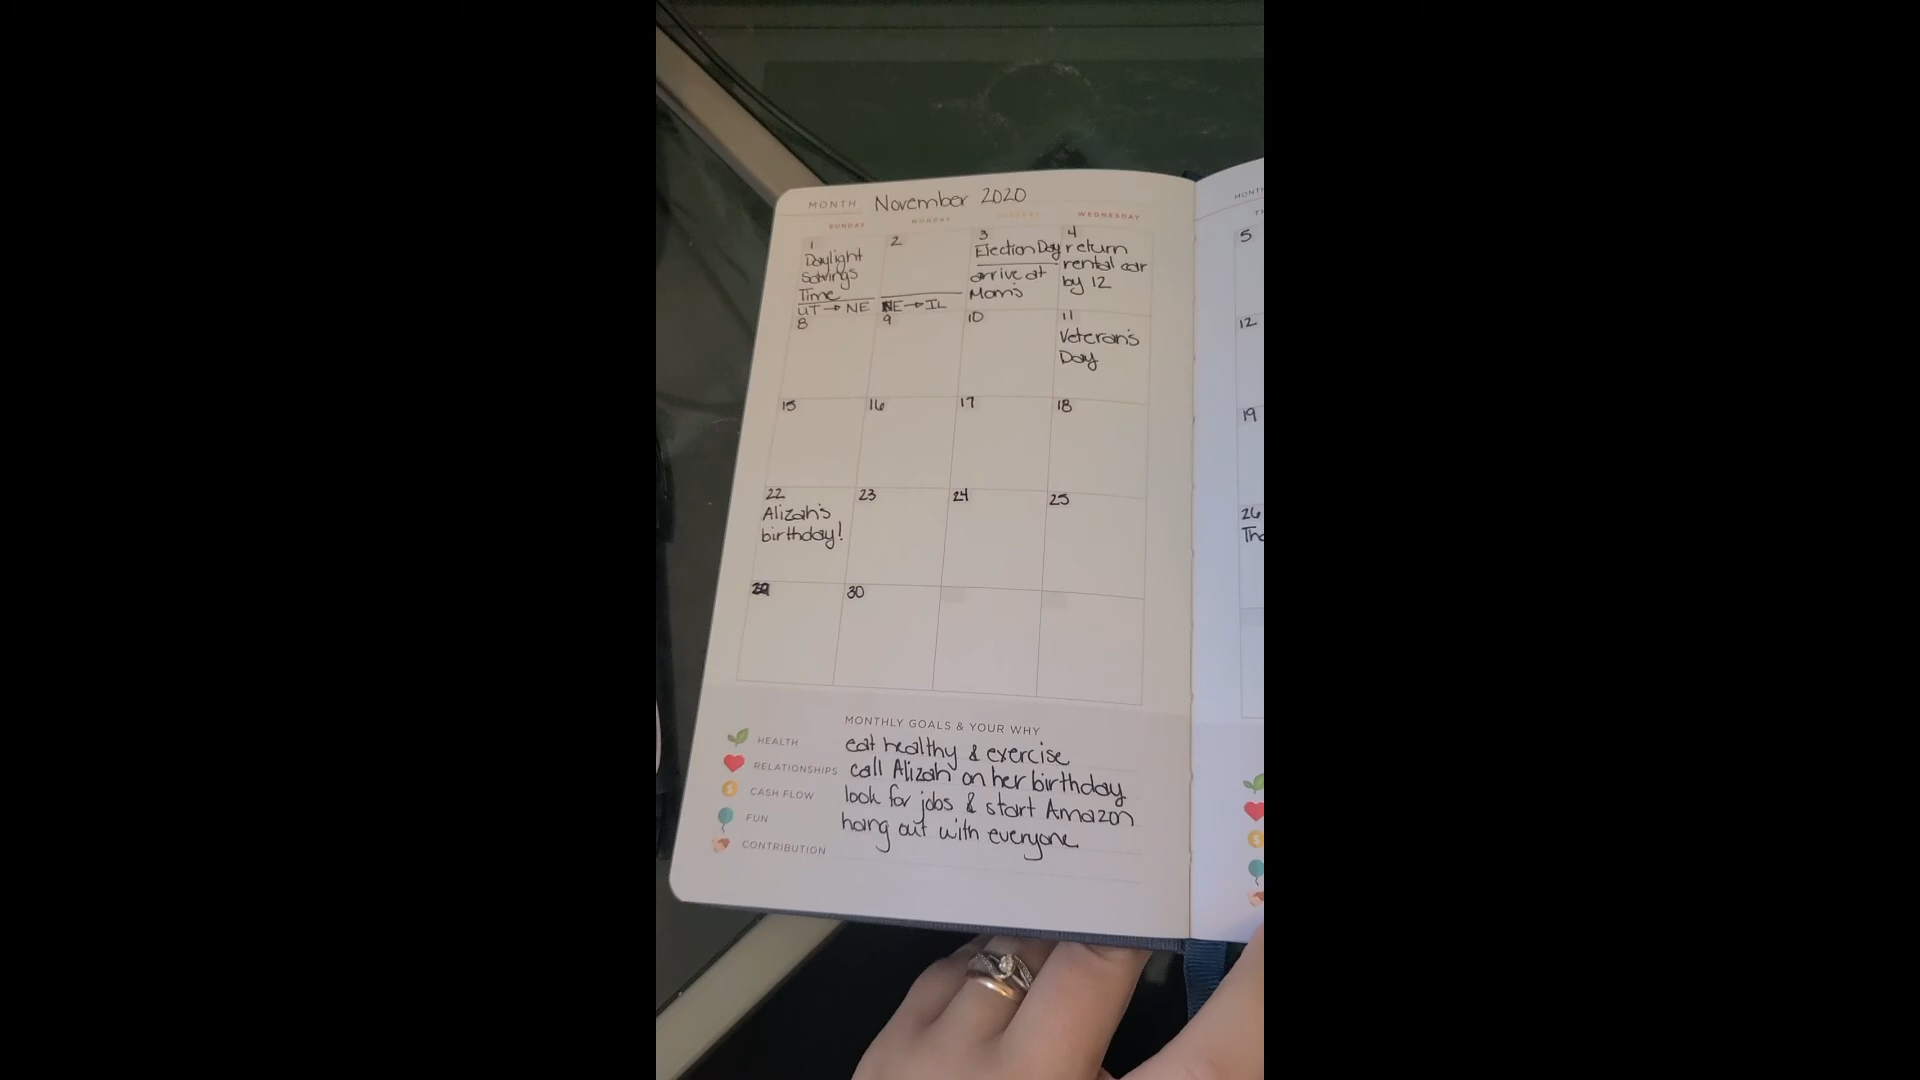 MONTH November 2020
SUNDAY MONDAY TUESDAY WEDNESDAY
1
Daylight
Savings
Time
UT → NE
2
NE → IL
3
Election Day
arrive at
Mom's
4
return
rental car
by 12
8
9
10
11
Veteran's
Day
15
16
17
18
22
Alizah's
birthday!
23
24
25
29
30
MONTHLY GOALS & YOUR WHY
HEALTH eat healthy & exercise
RELATIONSHIPS call Alizah on her birthday
CASH FLOW look for jobs & start Amazon
FUN hang out with everyone
CONTRIBUTION
5
12
19
26